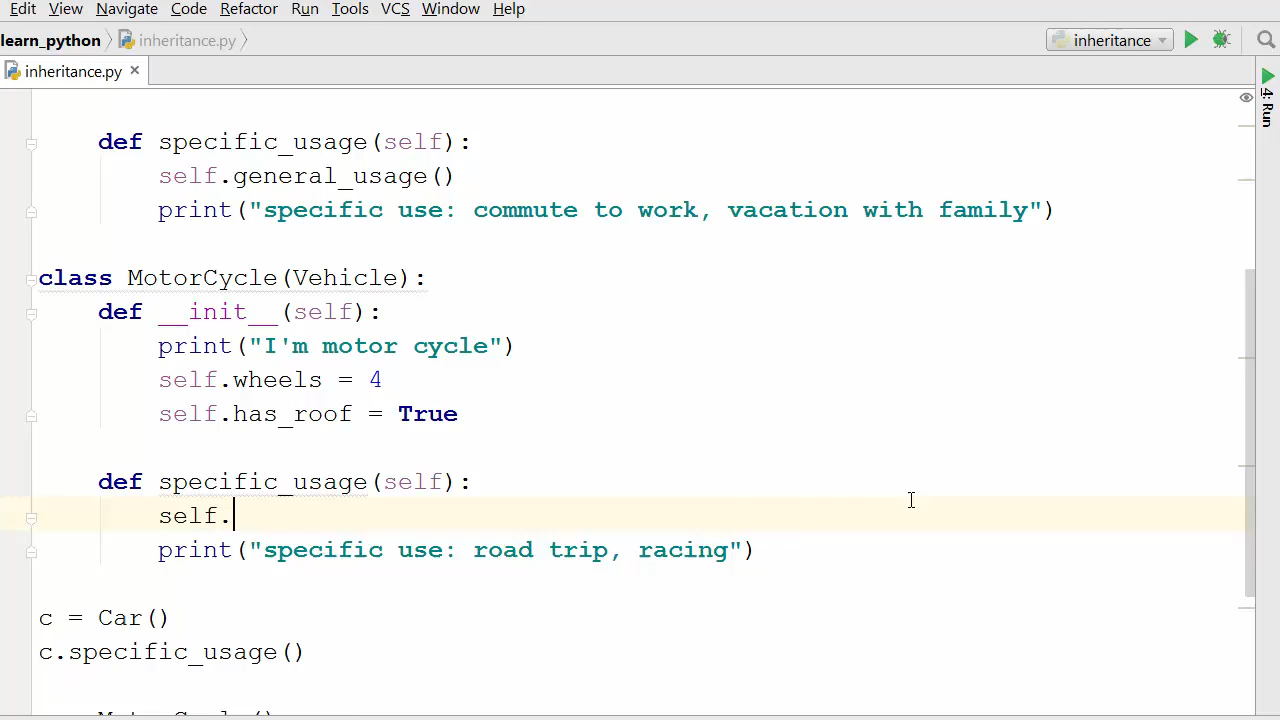 Edit View Navigate Code Refactor Run Tools VCS Window Help
learn_python inheritance.py inheritance
inheritance.py
4: Run
def specific_usage(self):
self.general_usage()
print("specific use: commute to work, vacation with family")
class MotorCycle(Vehicle):
def __init__(self):
print("I'm motor cycle")
self.wheels = 4
self.has_roof = True
def specific_usage(self):
self.
print("specific use: road trip, racing")
c = Car()
c.specific_usage()